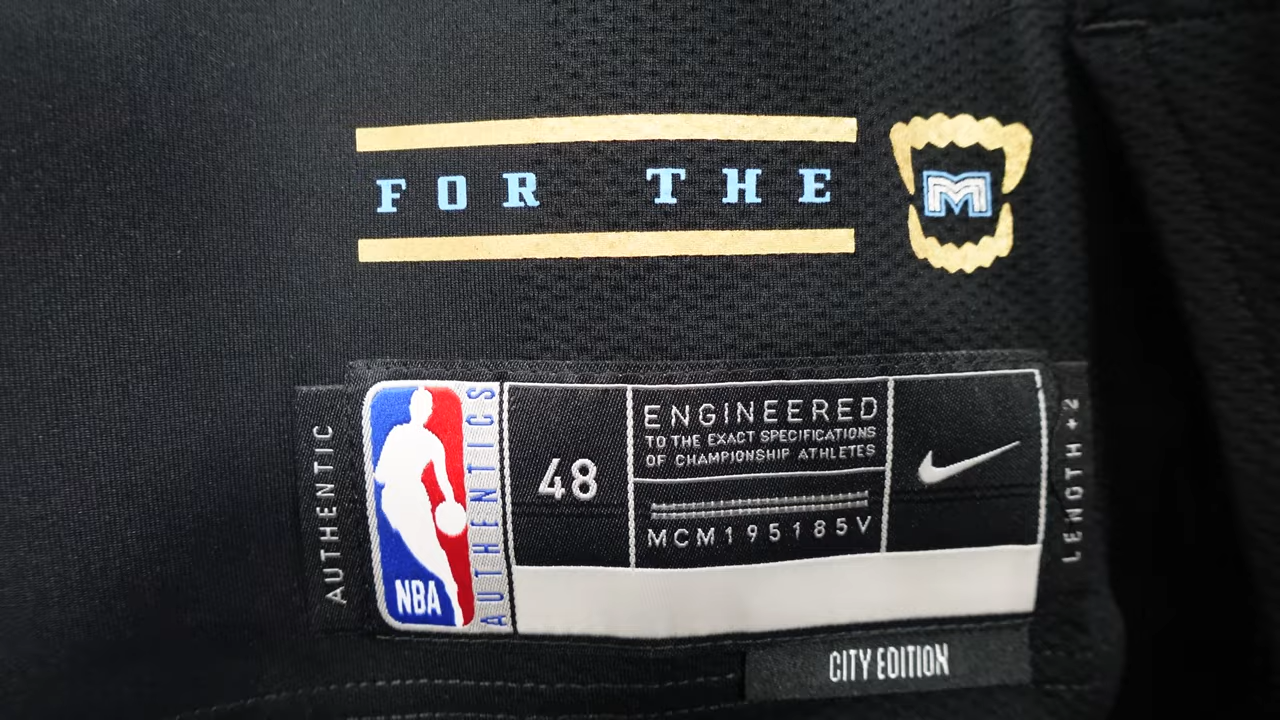 FOR THE
M
AUTHENTIC
NBA
AUTHENTICS
48
ENGINEERED
TO THE EXACT SPECIFICATIONS
OF CHAMPIONSHIP ATHLETES
MCM195185V
LENGTH +2
CITY EDITION